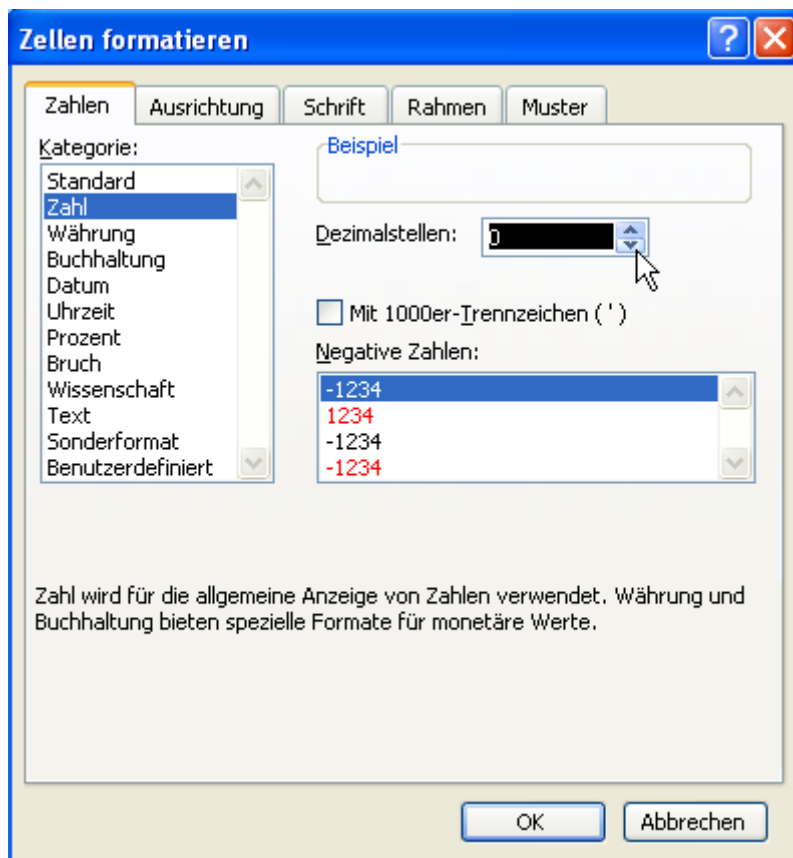 Zellen formatieren
Zahlen Ausrichtung Schrift Rahmen Muster
Kategorie:
Standard
Zahl
Währung
Buchhaltung
Datum
Uhrzeit
Prozent
Bruch
Wissenschaft
Text
Sonderformat
Benutzerdefiniert
Beispiel
Dezimalstellen: 0
Mit 1000er-Trennzeichen ( ' )
Negative Zahlen:
-1234
1234
-1234
-1234
Zahl wird für die allgemeine Anzeige von Zahlen verwendet. Währung und
Buchhaltung bieten spezielle Formate für monetäre Werte.
OK Abbrechen